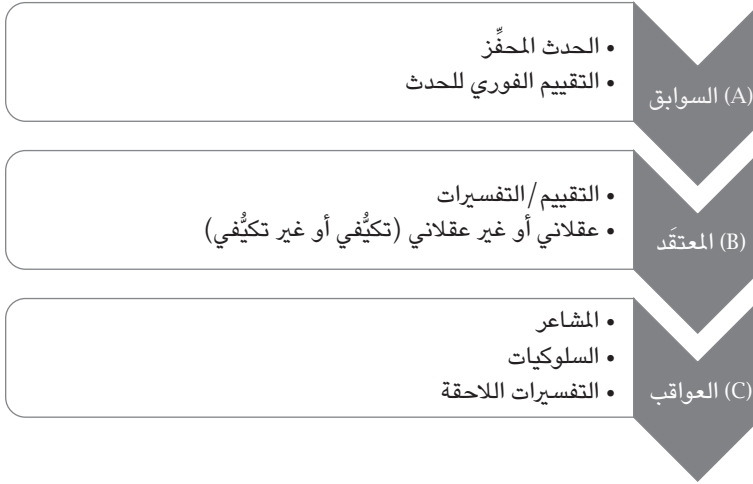 (A) السوابق
• الحدث المحفِّز
• التقييم الفوري للحدث
(B) المعتقَد
• التقييم/التفسيرات
• عقلاني أو غير عقلاني (تكيُّفي أو غير تكيُّفي)
(C) العواقب
• المشاعر
• السلوكيات
• التفسيرات اللاحقة